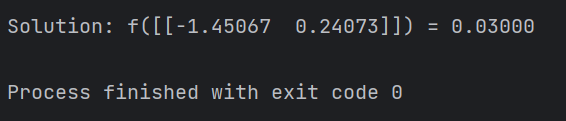 Solution: f([[-1.45067  0.24073]]) = 0.03000
Process finished with exit code 0